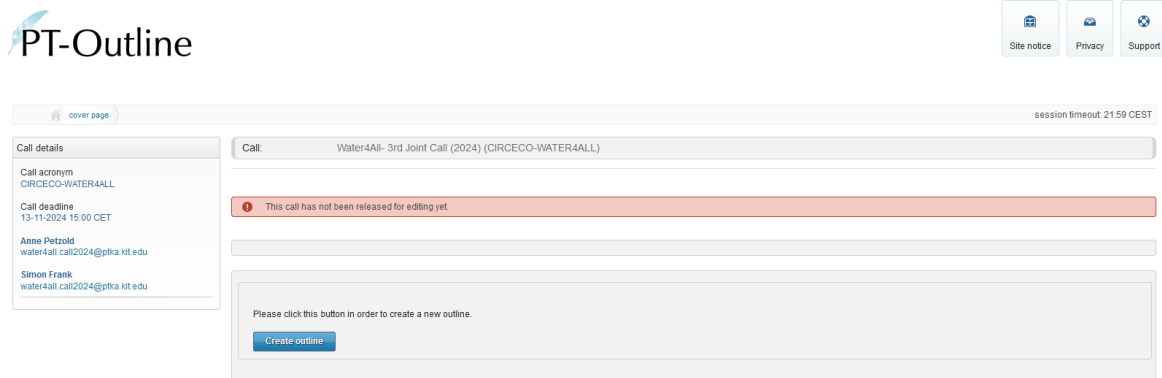 PT-Outline
Site notice
Privacy
Support
cover page
session timeout: 21:59 CEST
Call details
Call acronym
CIRCECO-WATER4ALL
Call deadline
13-11-2024 15:00 CET
Anne Petzold
water4all.call2024@ptka.kit.edu
Simon Frank
water4all.call2024@ptka.kit.edu
Call: Water4All- 3rd Joint Call (2024) (CIRCECO-WATER4ALL)
This call has not been released for editing yet.
Please click this button in order to create a new outline.
Create outline